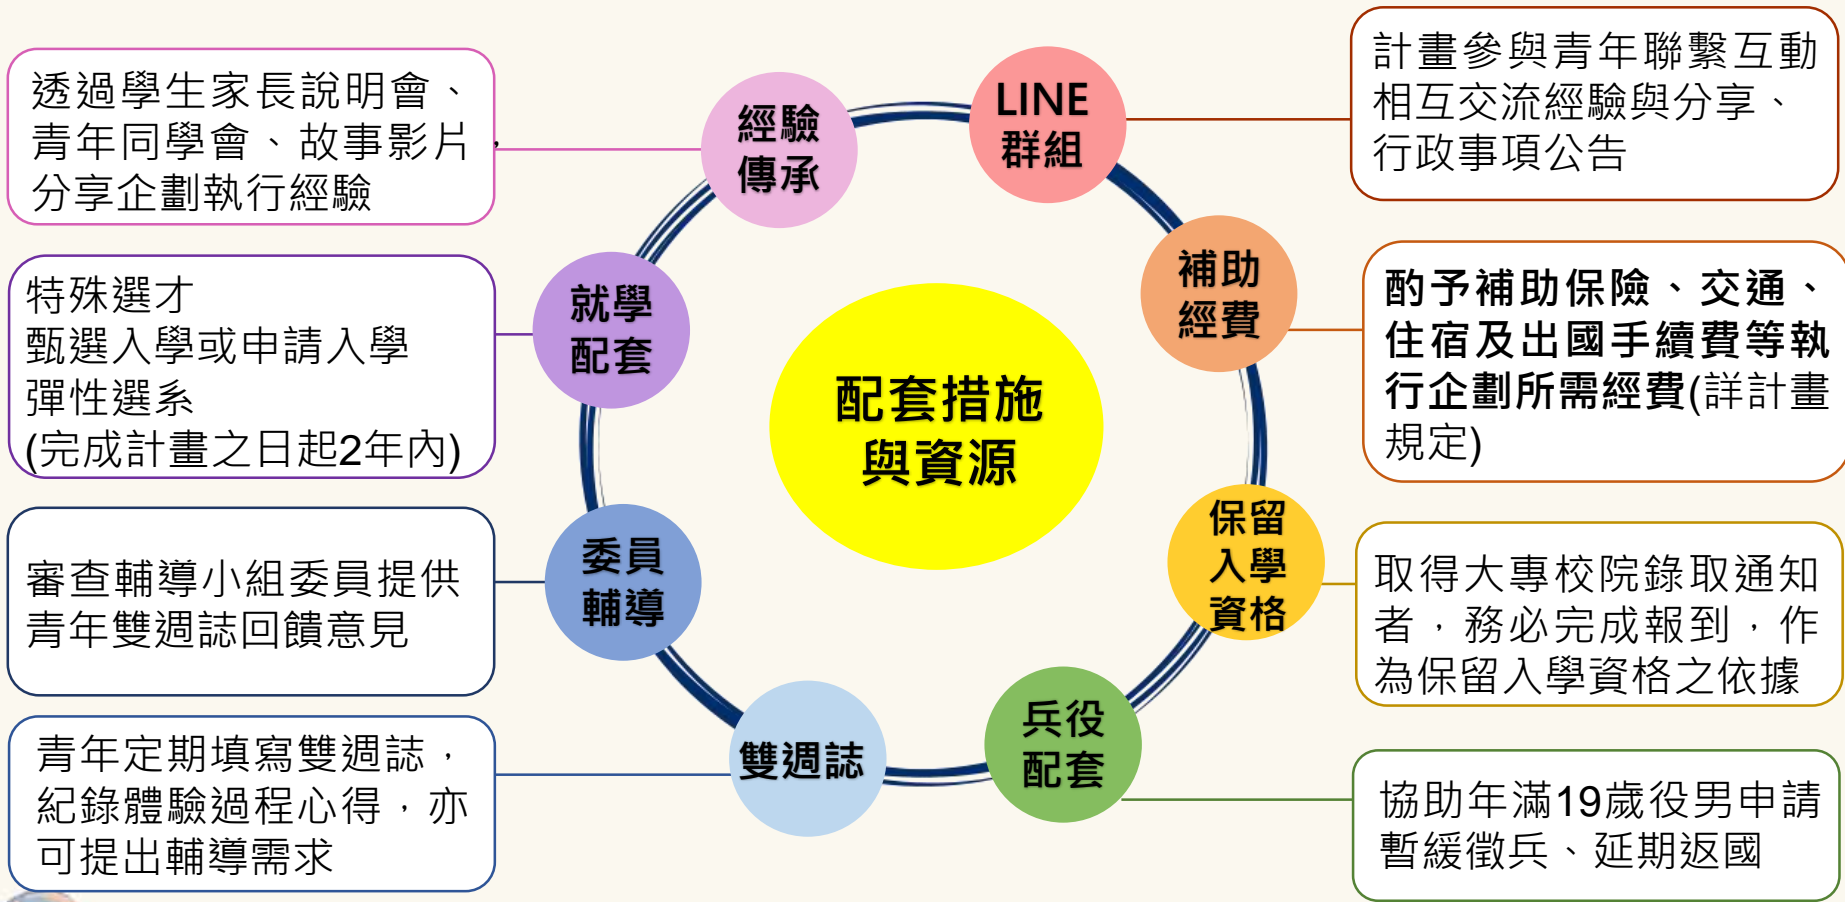 配套措施
與資源
LINE
群組
計畫參與青年聯繫互動
相互交流經驗與分享、
行政事項公告
補助
經費
酌予補助保險、交通、
住宿及出國手續費等執
行企劃所需經費(詳計畫
規定)
保留
入學
資格
取得大專校院錄取通知
者，務必完成報到，作
為保留入學資格之依據
兵役
配套
協助年滿19歲役男申請
暫緩徵兵、延期返國
雙週誌
青年定期填寫雙週誌，
紀錄體驗過程心得，亦
可提出輔導需求
委員
輔導
審查輔導小組委員提供
青年雙週誌回饋意見
就學
配套
特殊選才
甄選入學或申請入學
彈性選系
(完成計畫之日起2年內)
經驗
傳承
透過學生家長說明會、
青年同學會、故事影片，
分享企劃執行經驗